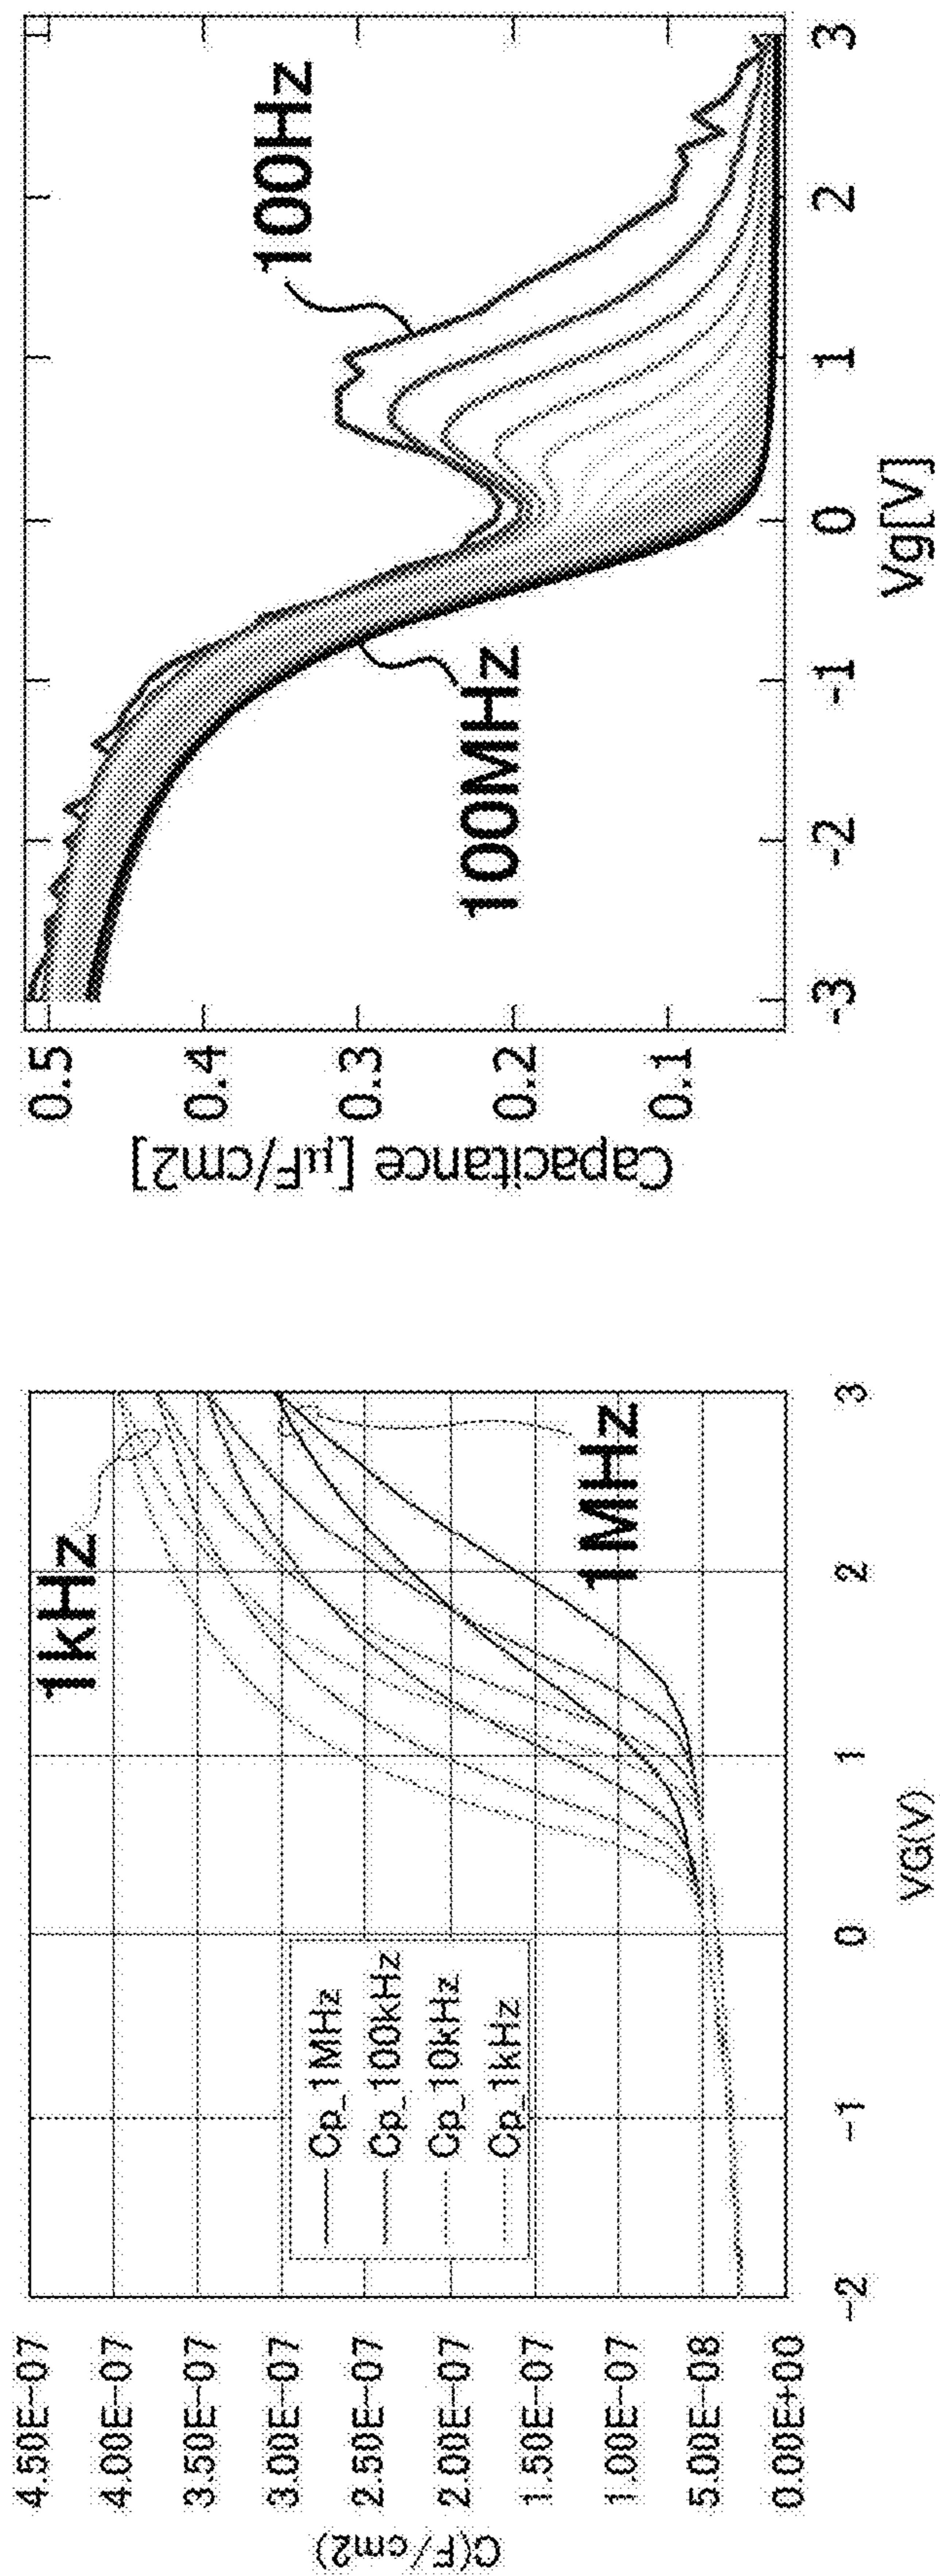 4.50E-07
4.00E-07
3.50E-07
3.00E-07
2.50E-07
2.00E-07
1.50E-07
1.00E-07
5.00E-08
0.00E+00
C(F/cm2)
-2
-1
0
1
2
3
VG(V)
Cp_1MHz
Cp_100kHz
Cp_10kHz
Cp_1kHz
1kHz
1MHz
0.5
0.4
0.3
0.2
0.1
Capacitance [μF/cm2]
-3
-2
-1
0
1
2
3
Vg[V]
100MHz
100Hz